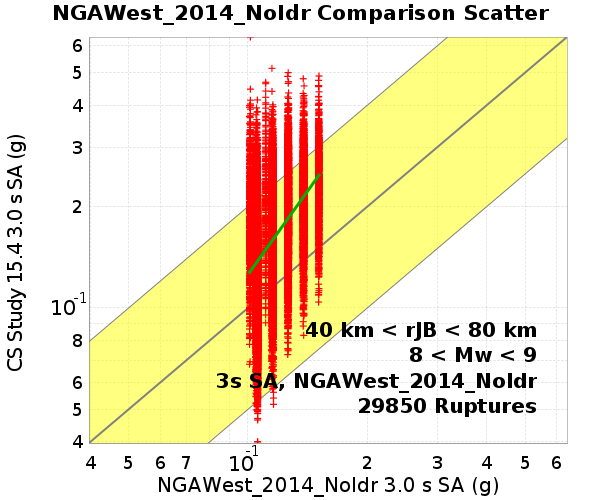 NGAWest_2014_NoIdr Comparison Scatter
6
5
4
3
2
10-1
8
6
5
4
CS Study 15.4 3.0 s SA (g)
40 km < rJB < 80 km
8 < Mw < 9
3s SA, NGAWest_2014_NoIdr
29850 Ruptures
4 5 6 7 10-1 2 3 4 5 6
NGAWest_2014_NoIdr 3.0 s SA (g)